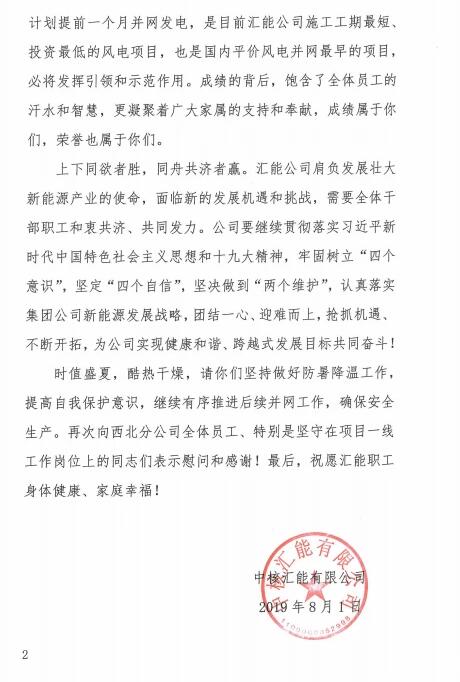 计划提前一个月并网发电，是目前汇能公司施工工期最短、
投资最低的风电项目，也是国内平价风电并网最早的项目，
必将发挥引领和示范作用。成绩的背后，饱含了全体员工的
汗水和智慧，更凝聚着广大家属的支持和奉献，成绩属于你
们，荣誉也属于你们。
上下同欲者胜，同舟共济者赢。汇能公司肩负发展壮大
新能源产业的使命，面临新的发展机遇和挑战，需要全体干
部职工和衷共济、共同发力。公司要继续贯彻落实习近平新
时代中国特色社会主义思想和十九大精神，牢固树立“四个
意识”，坚定“四个自信”，坚决做到“两个维护”，认真落实
集团公司新能源发展战略，团结一心、迎难而上，抢抓机遇、
不断开拓，为公司实现健康和谐、跨越式发展目标共同奋斗！
时值盛夏，酷热干燥，请你们坚持做好防暑降温工作，
提高自我保护意识，继续有序推进后续并网工作，确保安全
生产。再次向西北分公司全体员工、特别是坚守在项目一线
工作岗位上的同志们表示慰问和感谢！最后，祝愿汇能职工
身体健康、家庭幸福！
中核汇能有限公司
中核汇能有限公司
2019年8月1日
2